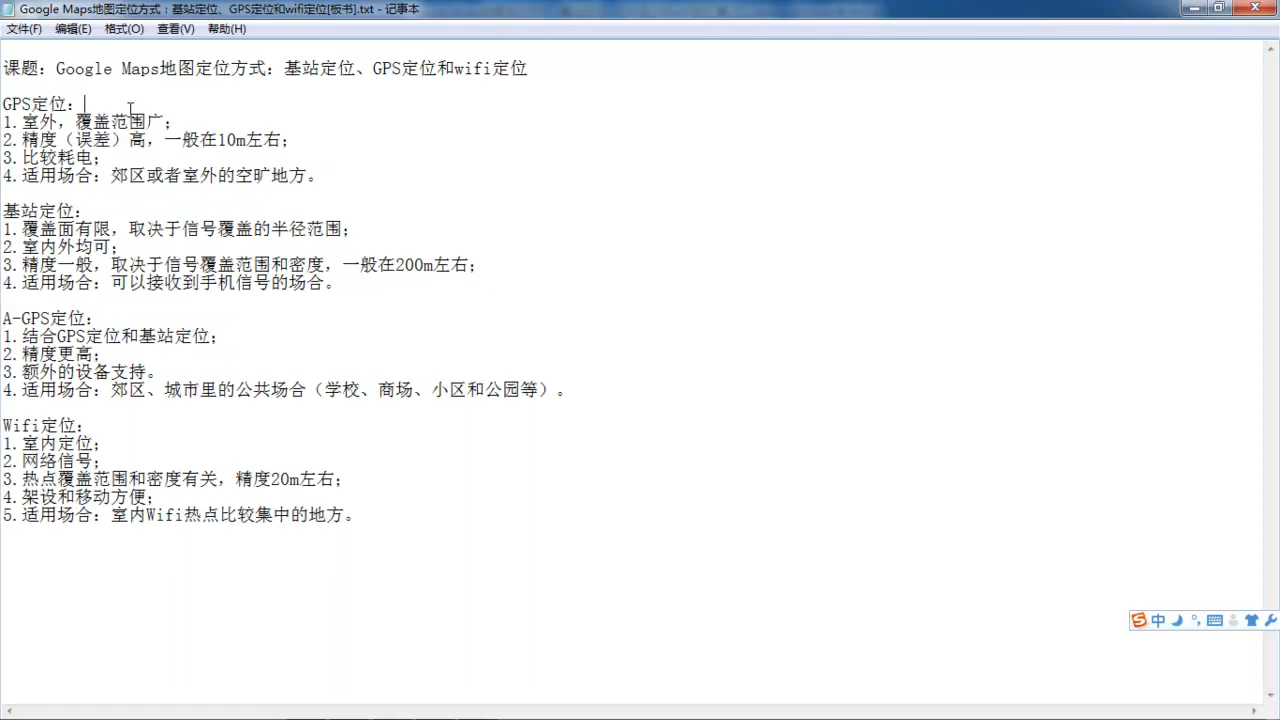 Google Maps地图定位方式：基站定位、GPS定位和wifi定位[板书].txt - 记事本
文件(F) 编辑(E) 格式(O) 查看(V) 帮助(H)
课题：Google Maps地图定位方式：基站定位、GPS定位和wifi定位
GPS定位：
1.室外，覆盖范围广；
2.精度（误差）高，一般在10m左右；
3.比较耗电；
4.适用场合：郊区或者室外的空旷地方。
基站定位：
1.覆盖面有限，取决于信号覆盖的半径范围；
2.室内外均可；
3.精度一般，取决于信号覆盖范围和密度，一般在200m左右；
4.适用场合：可以接收到手机信号的场合。
A-GPS定位：
1.结合GPS定位和基站定位；
2.精度更高；
3.额外的设备支持。
4.适用场合：郊区、城市里的公共场合（学校、商场、小区和公园等）。
Wifi定位：
1.室内定位；
2.网络信号；
3.热点覆盖范围和密度有关，精度20m左右；
4.架设和移动方便；
5.适用场合：室内Wifi热点比较集中的地方。
中